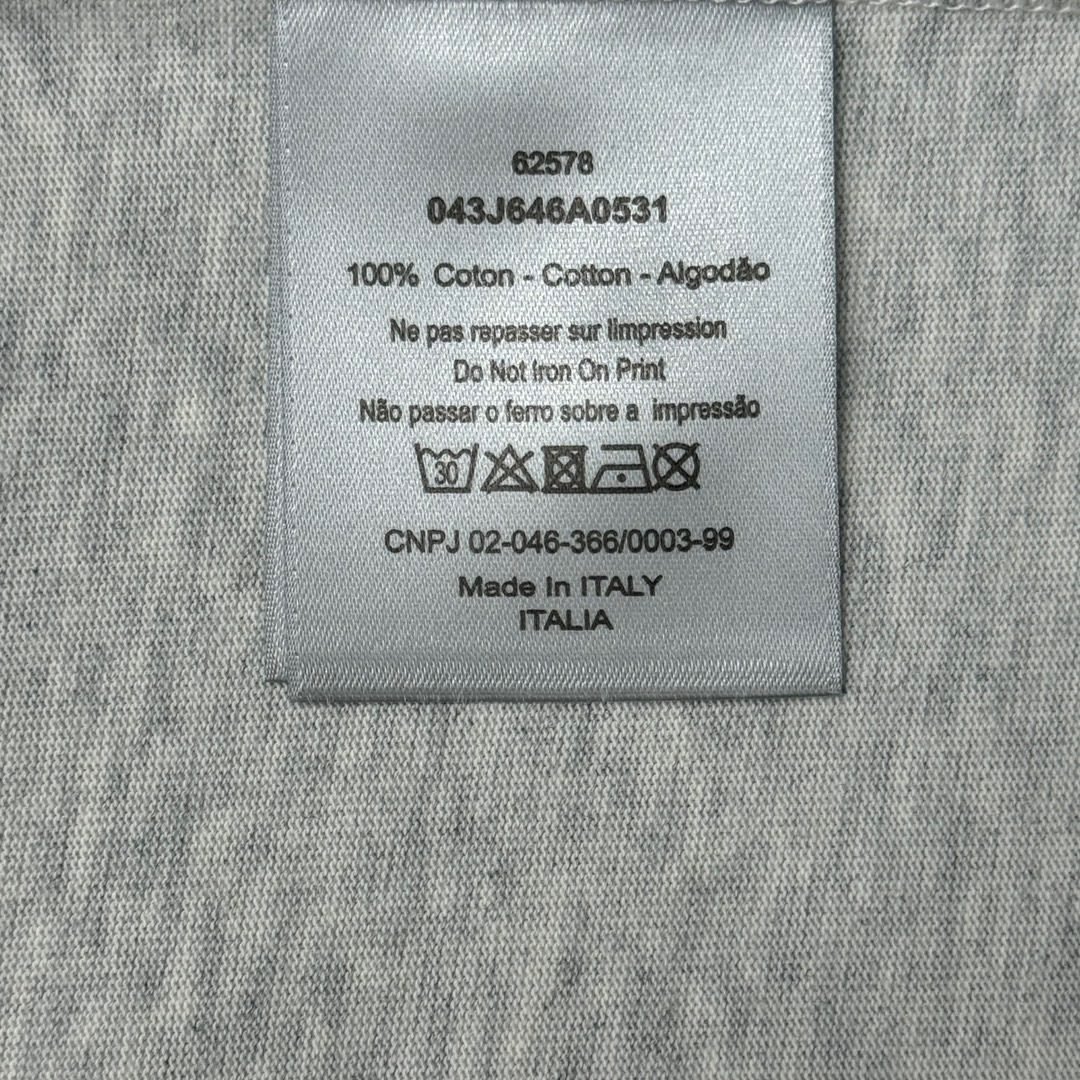 62578
043J646A0531
100% Coton - Cotton - Algodão
Ne pas repasser sur limpression
Do Not Iron On Print
Não passar o ferro sobre a impressão
30
CNPJ 02-046-366/0003-99
Made In ITALY
ITALIA